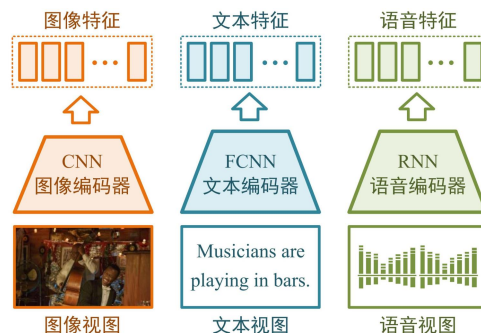 图像特征
文本特征
语音特征
CNN
图像编码器
FCNN
文本编码器
RNN
语音编码器
Musicians are
playing in bars.
图像视图
文本视图
语音视图